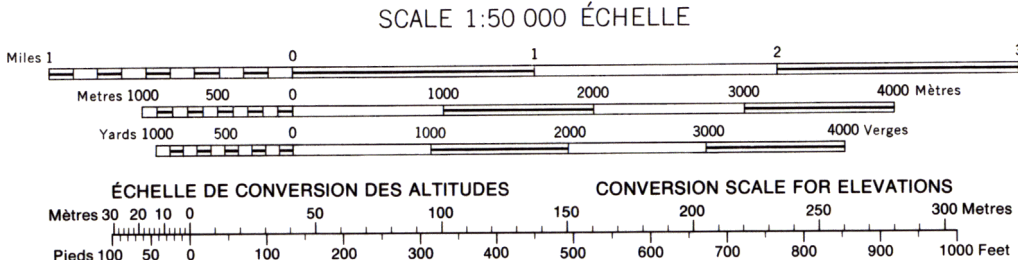 SCALE 1:50 000 ÉCHELLE
Miles 1 0 1 2 3
Metres 1000 500 0 1000 2000 3000 4000 Mètres
Yards 1000 500 0 1000 2000 3000 4000 Verges
ÉCHELLE DE CONVERSION DES ALTITUDES CONVERSION SCALE FOR ELEVATIONS
Mètres 30 20 10 0 50 100 150 200 250 300 Metres
Pieds 100 50 0 100 200 300 400 500 600 700 800 900 1000 Feet